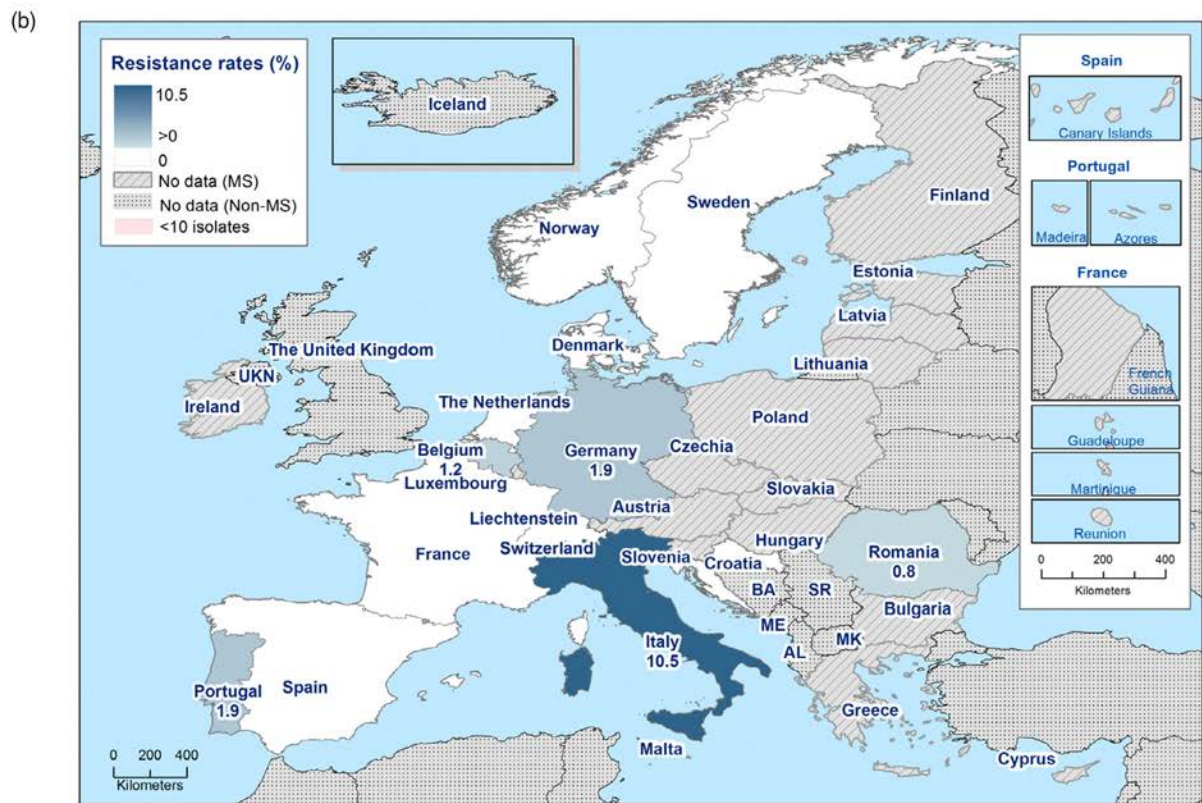 (b)
Resistance rates (%)
10.5
>0
0
No data (MS)
No data (Non-MS)
<10 isolates
Iceland
Norway
Sweden
Finland
Estonia
Latvia
Lithuania
Denmark
The United Kingdom
UKN
Ireland
The Netherlands
Belgium
1.2
Luxembourg
Germany
1.9
Poland
Czechia
Slovakia
Austria
Liechtenstein
Switzerland
France
Hungary
Slovenia
Croatia
Romania
0.8
BA
SR
Bulgaria
ME
MK
AL
Italy
10.5
Portugal
1.9
Spain
Greece
Malta
Cyprus
0 200 400
Kilometers
Spain
Canary Islands
Portugal
Madeira
Azores
France
French
Guiana
Guadeloupe
Martinique
Reunion
0 200 400
Kilometers